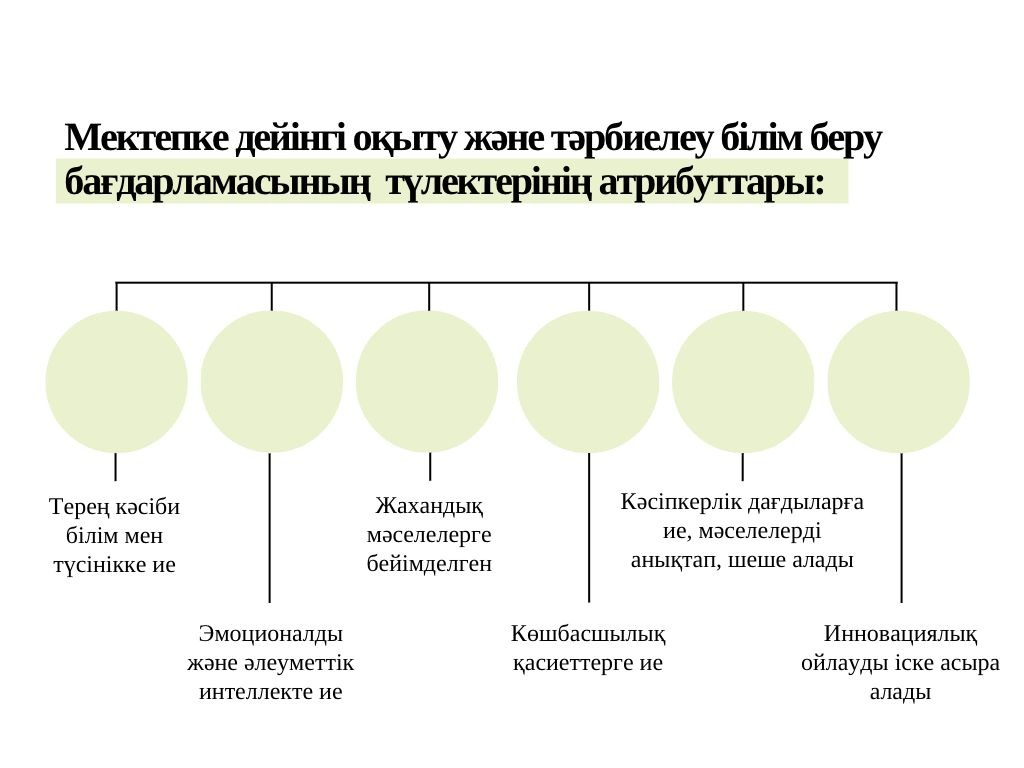 Мектепке дейінгі оқыту және тәрбиелеу білім беру
бағдарламасының түлектерінің атрибуттары:
Терең кәсіби
білім мен
түсінікке ие
Эмоционалды
және әлеуметтік
интеллекте ие
Жахандық
мәселелерге
бейімделген
Көшбасшылық
қасиеттерге ие
Кәсіпкерлік дағдыларға
ие, мәселелерді
анықтап, шеше алады
Инновациялық
ойлауды іске асыра
алады